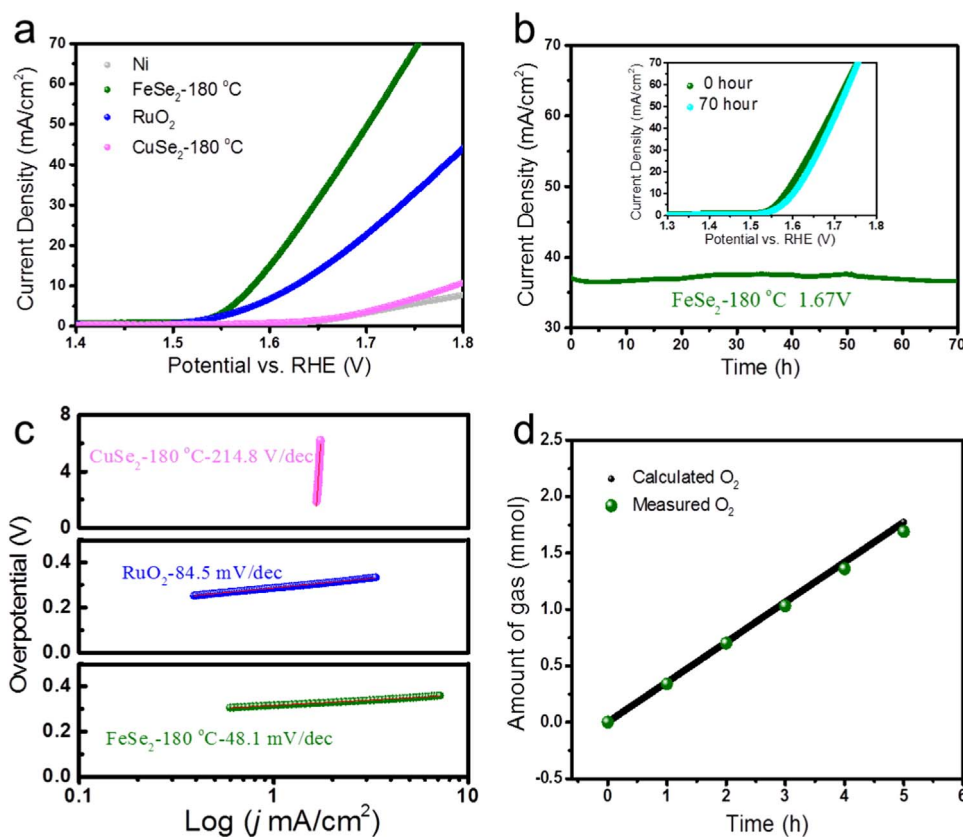 a
70
60
50
40
30
20
10
0
Current Density (mA/cm²)
Ni
FeSe₂-180 °C
RuO₂
CuSe₂-180 °C
1.4 1.5 1.6 1.7 1.8
Potential vs. RHE (V)
b
70
60
50
40
30
Current Density (mA/cm²)
70
60
50
40
30
20
10
0
Current Density (mA/cm²)
0 hour
70 hour
1.3 1.4 1.5 1.6 1.7 1.8
Potential vs. RHE (V)
FeSe₂-180 °C 1.67V
0 10 20 30 40 50 60 70
Time (h)
c
Overpotential (V)
8
4
0
CuSe₂-180 °C-214.8 V/dec
0.4
0.2
0.0
RuO₂-84.5 mV/dec
0.6
0.3
0.0
FeSe₂-180 °C-48.1 mV/dec
0.1 1 10
Log (j mA/cm²)
d
2.5
2.0
1.5
1.0
0.5
0.0
-0.5
Amount of gas (mmol)
Calculated O₂
Measured O₂
0 1 2 3 4 5 6
Time (h)